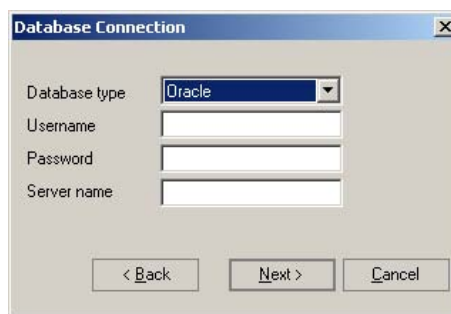 Database Connection
Database type Oracle
Username
Password
Server name
< Back Next > Cancel